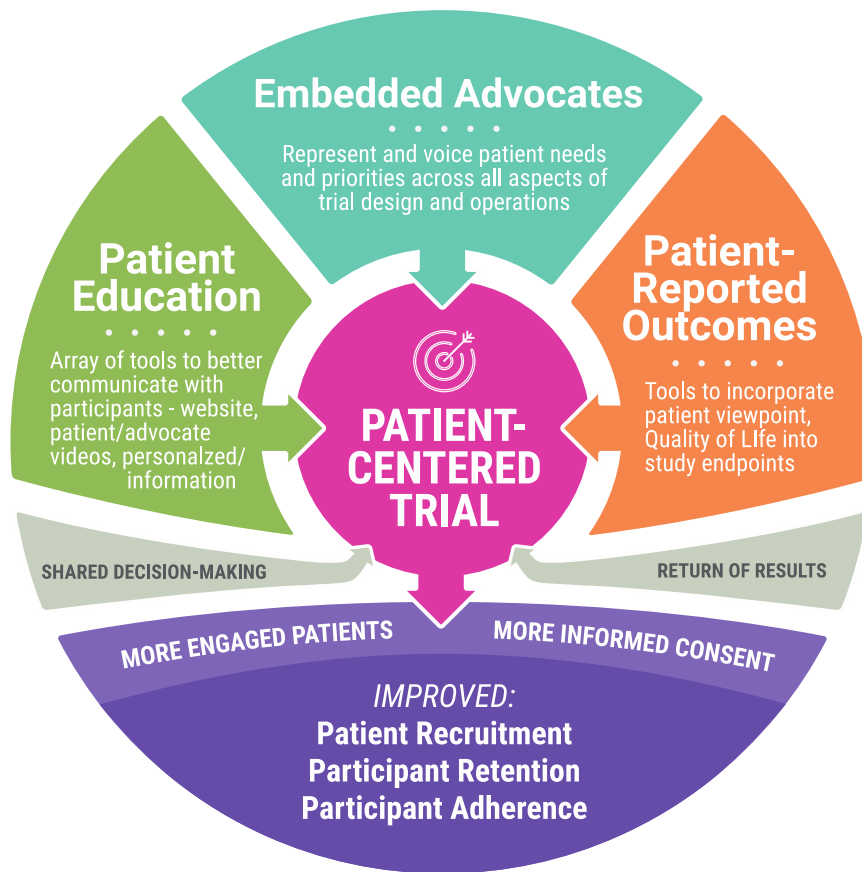 Embedded Advocates
Represent and voice patient needs
and priorities across all aspects of
trial design and operations
Patient
Education
Array of tools to better
communicate with
participants - website,
patient/advocate
videos, personalzed/
information
Patient-
Reported
Outcomes
Tools to incorporate
patient viewpoint,
Quality of LIfe into
study endpoints
PATIENT-
CENTERED
TRIAL
SHARED DECISION-MAKING
RETURN OF RESULTS
MORE ENGAGED PATIENTS
MORE INFORMED CONSENT
IMPROVED:
Patient Recruitment
Participant Retention
Participant Adherence